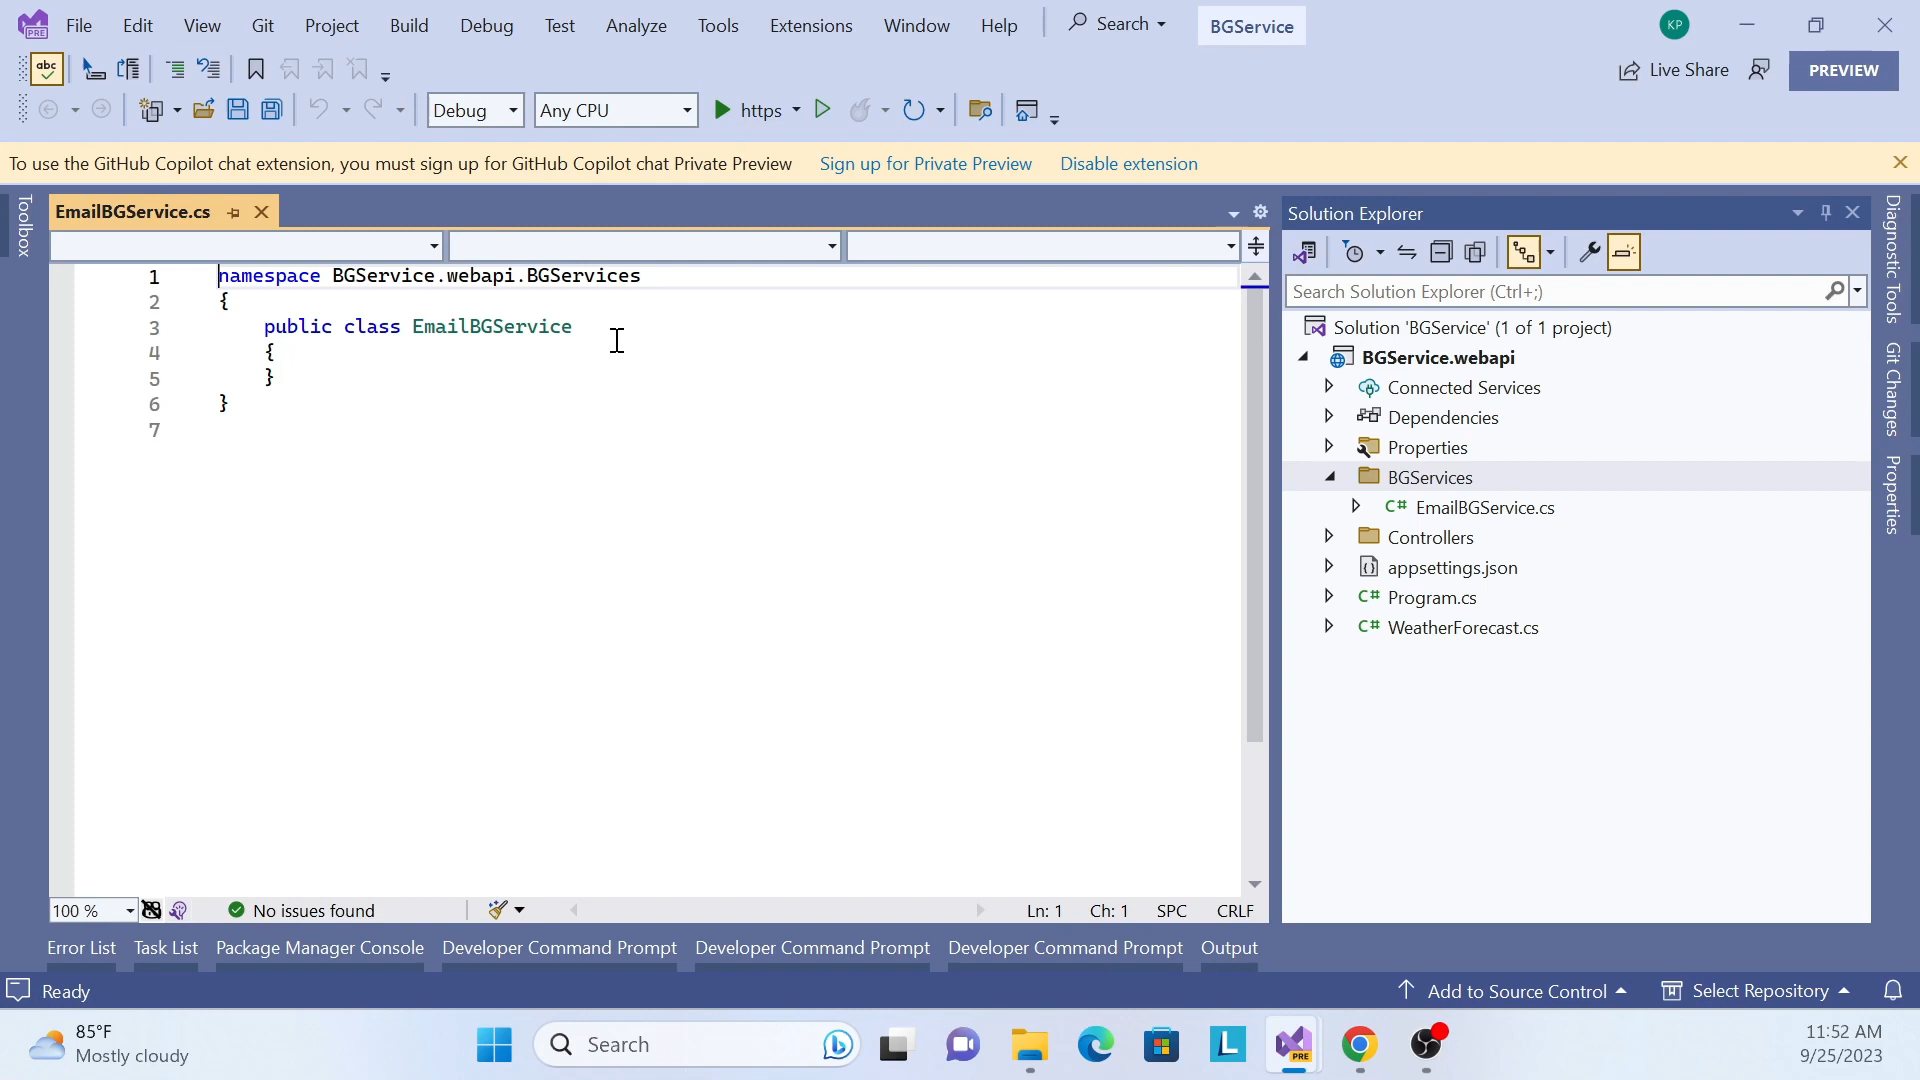 File Edit View Git Project Build Debug Test Analyze Tools Extensions Window Help Search BGService KP
abc Live Share PREVIEW
Debug Any CPU https
To use the GitHub Copilot chat extension, you must sign up for GitHub Copilot chat Private Preview Sign up for Private Preview Disable extension
Toolbox
EmailBGService.cs
1 namespace BGService.webapi.BGServices
2 {
3 public class EmailBGService
4 {
5 }
6 }
7
100 % No issues found Ln: 1 Ch: 1 SPC CRLF
Solution Explorer
Search Solution Explorer (Ctrl+;)
Solution 'BGService' (1 of 1 project)
BGService.webapi
Connected Services
Dependencies
Properties
BGServices
C# EmailBGService.cs
Controllers
appsettings.json
C# Program.cs
C# WeatherForecast.cs
Diagnostic Tools
Git Changes
Properties
Error List Task List Package Manager Console Developer Command Prompt Developer Command Prompt Developer Command Prompt Output
Ready Add to Source Control Select Repository
85°F
Mostly cloudy
Search
L
PRE
11:52 AM
9/25/2023